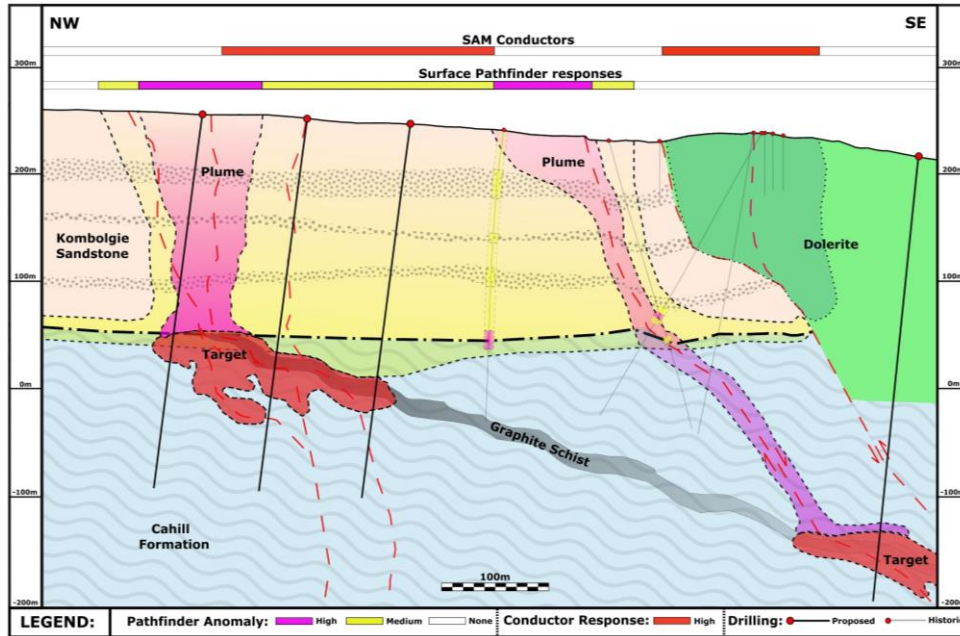 NW
SE
SAM Conductors
Surface Pathfinder responses
300m
300m
200m
200m
100m
100m
0m
0m
-100m
-100m
-200m
-200m
Plume
Plume
Kombolgie
Sandstone
Dolerite
Target
Graphite Schist
Cahill
Formation
Target
100m
LEGEND: Pathfinder Anomaly: High Medium None Conductor Response: High Drilling: Proposed Historic